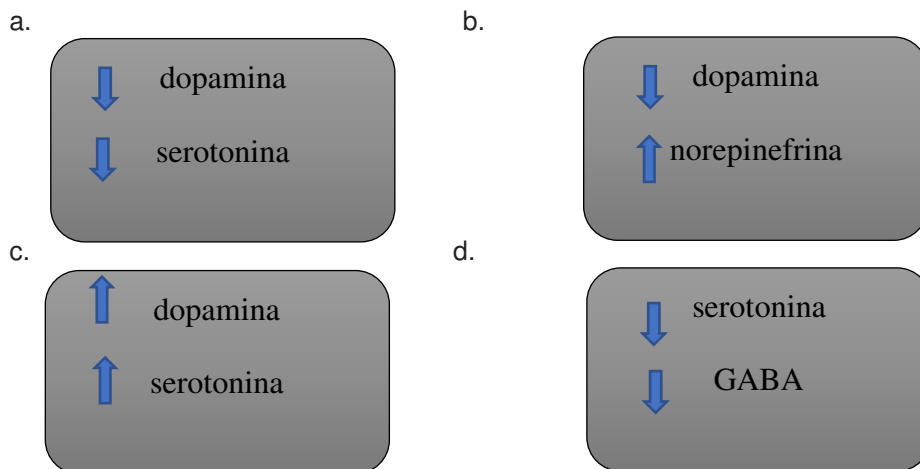 a.
dopamina
serotonina
b.
dopamina
norepinefrina
c.
dopamina
serotonina
d.
serotonina
GABA